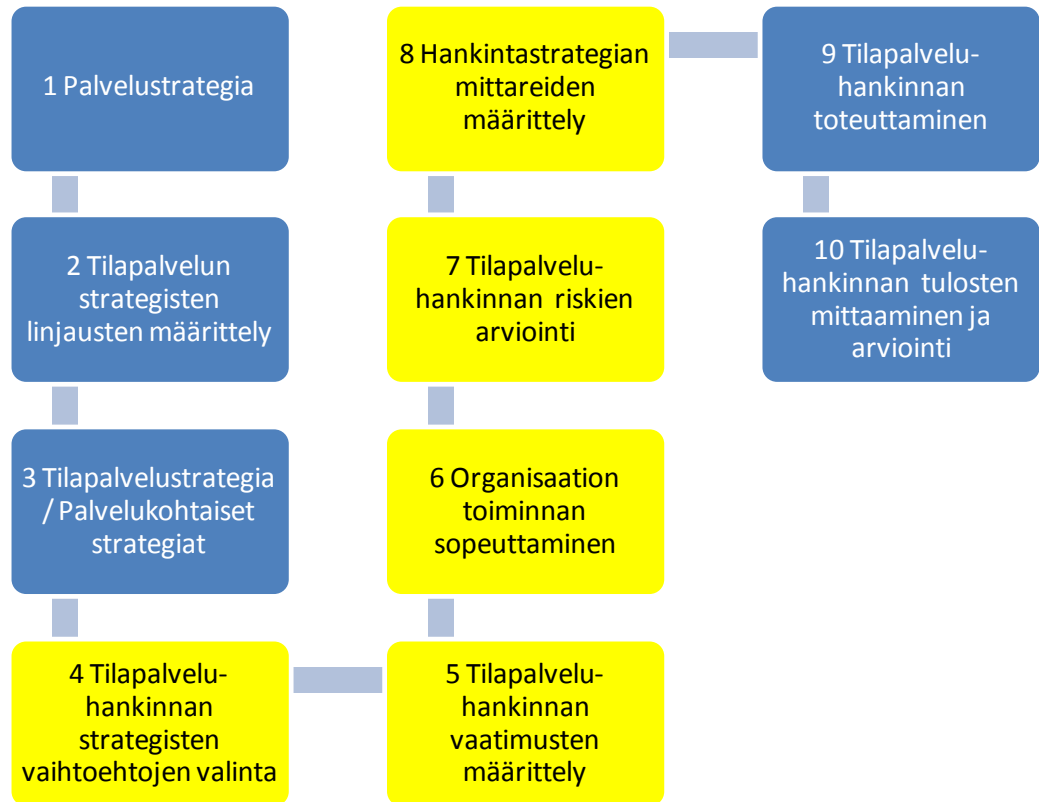 1 Palvelustrategia
2 Tilapalvelun
strategisten
linjausten määrittely
3 Tilapalvelustrategia
/ Palvelukohtaiset
strategiat
4 Tilapalvelu-
hankinnan
strategisten
vaihtoehtojen valinta
5 Tilapalvelu-
hankinnan
vaatimusten
määrittely
6 Organisaation
toiminnan
sopeuttaminen
7 Tilapalvelu-
hankinnan riskien
arviointi
8 Hankintastrategian
mittareiden
määrittely
9 Tilapalvelu-
hankinnan
toteuttaminen
10 Tilapalvelu-
hankinnan tulosten
mittaaminen ja
arviointi